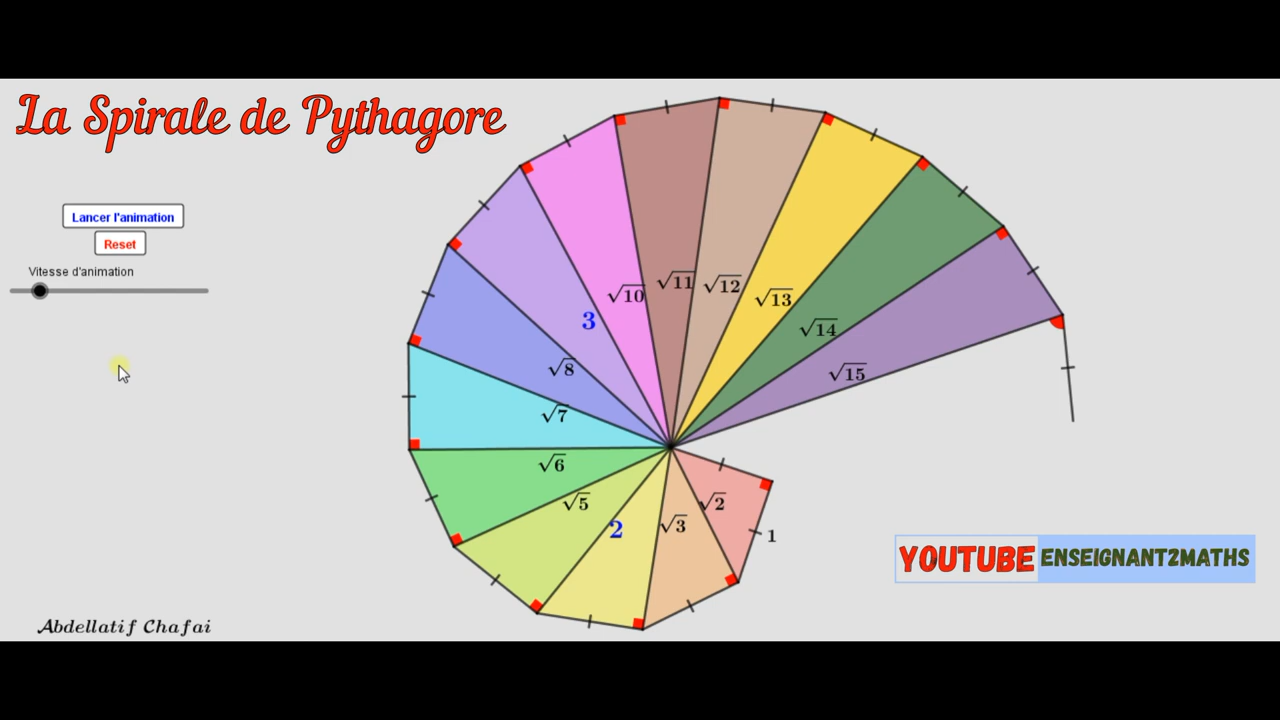 La Spirale de Pythagore
Lancer l'animation
Reset
Vitesse d'animation
√10
√11
√12
√13
3
√14
√8
√15
√7
√6
√5
√2
2
√3
1
YOUTUBE ENSEIGNANT2MATHS
Abdellatif Chafai